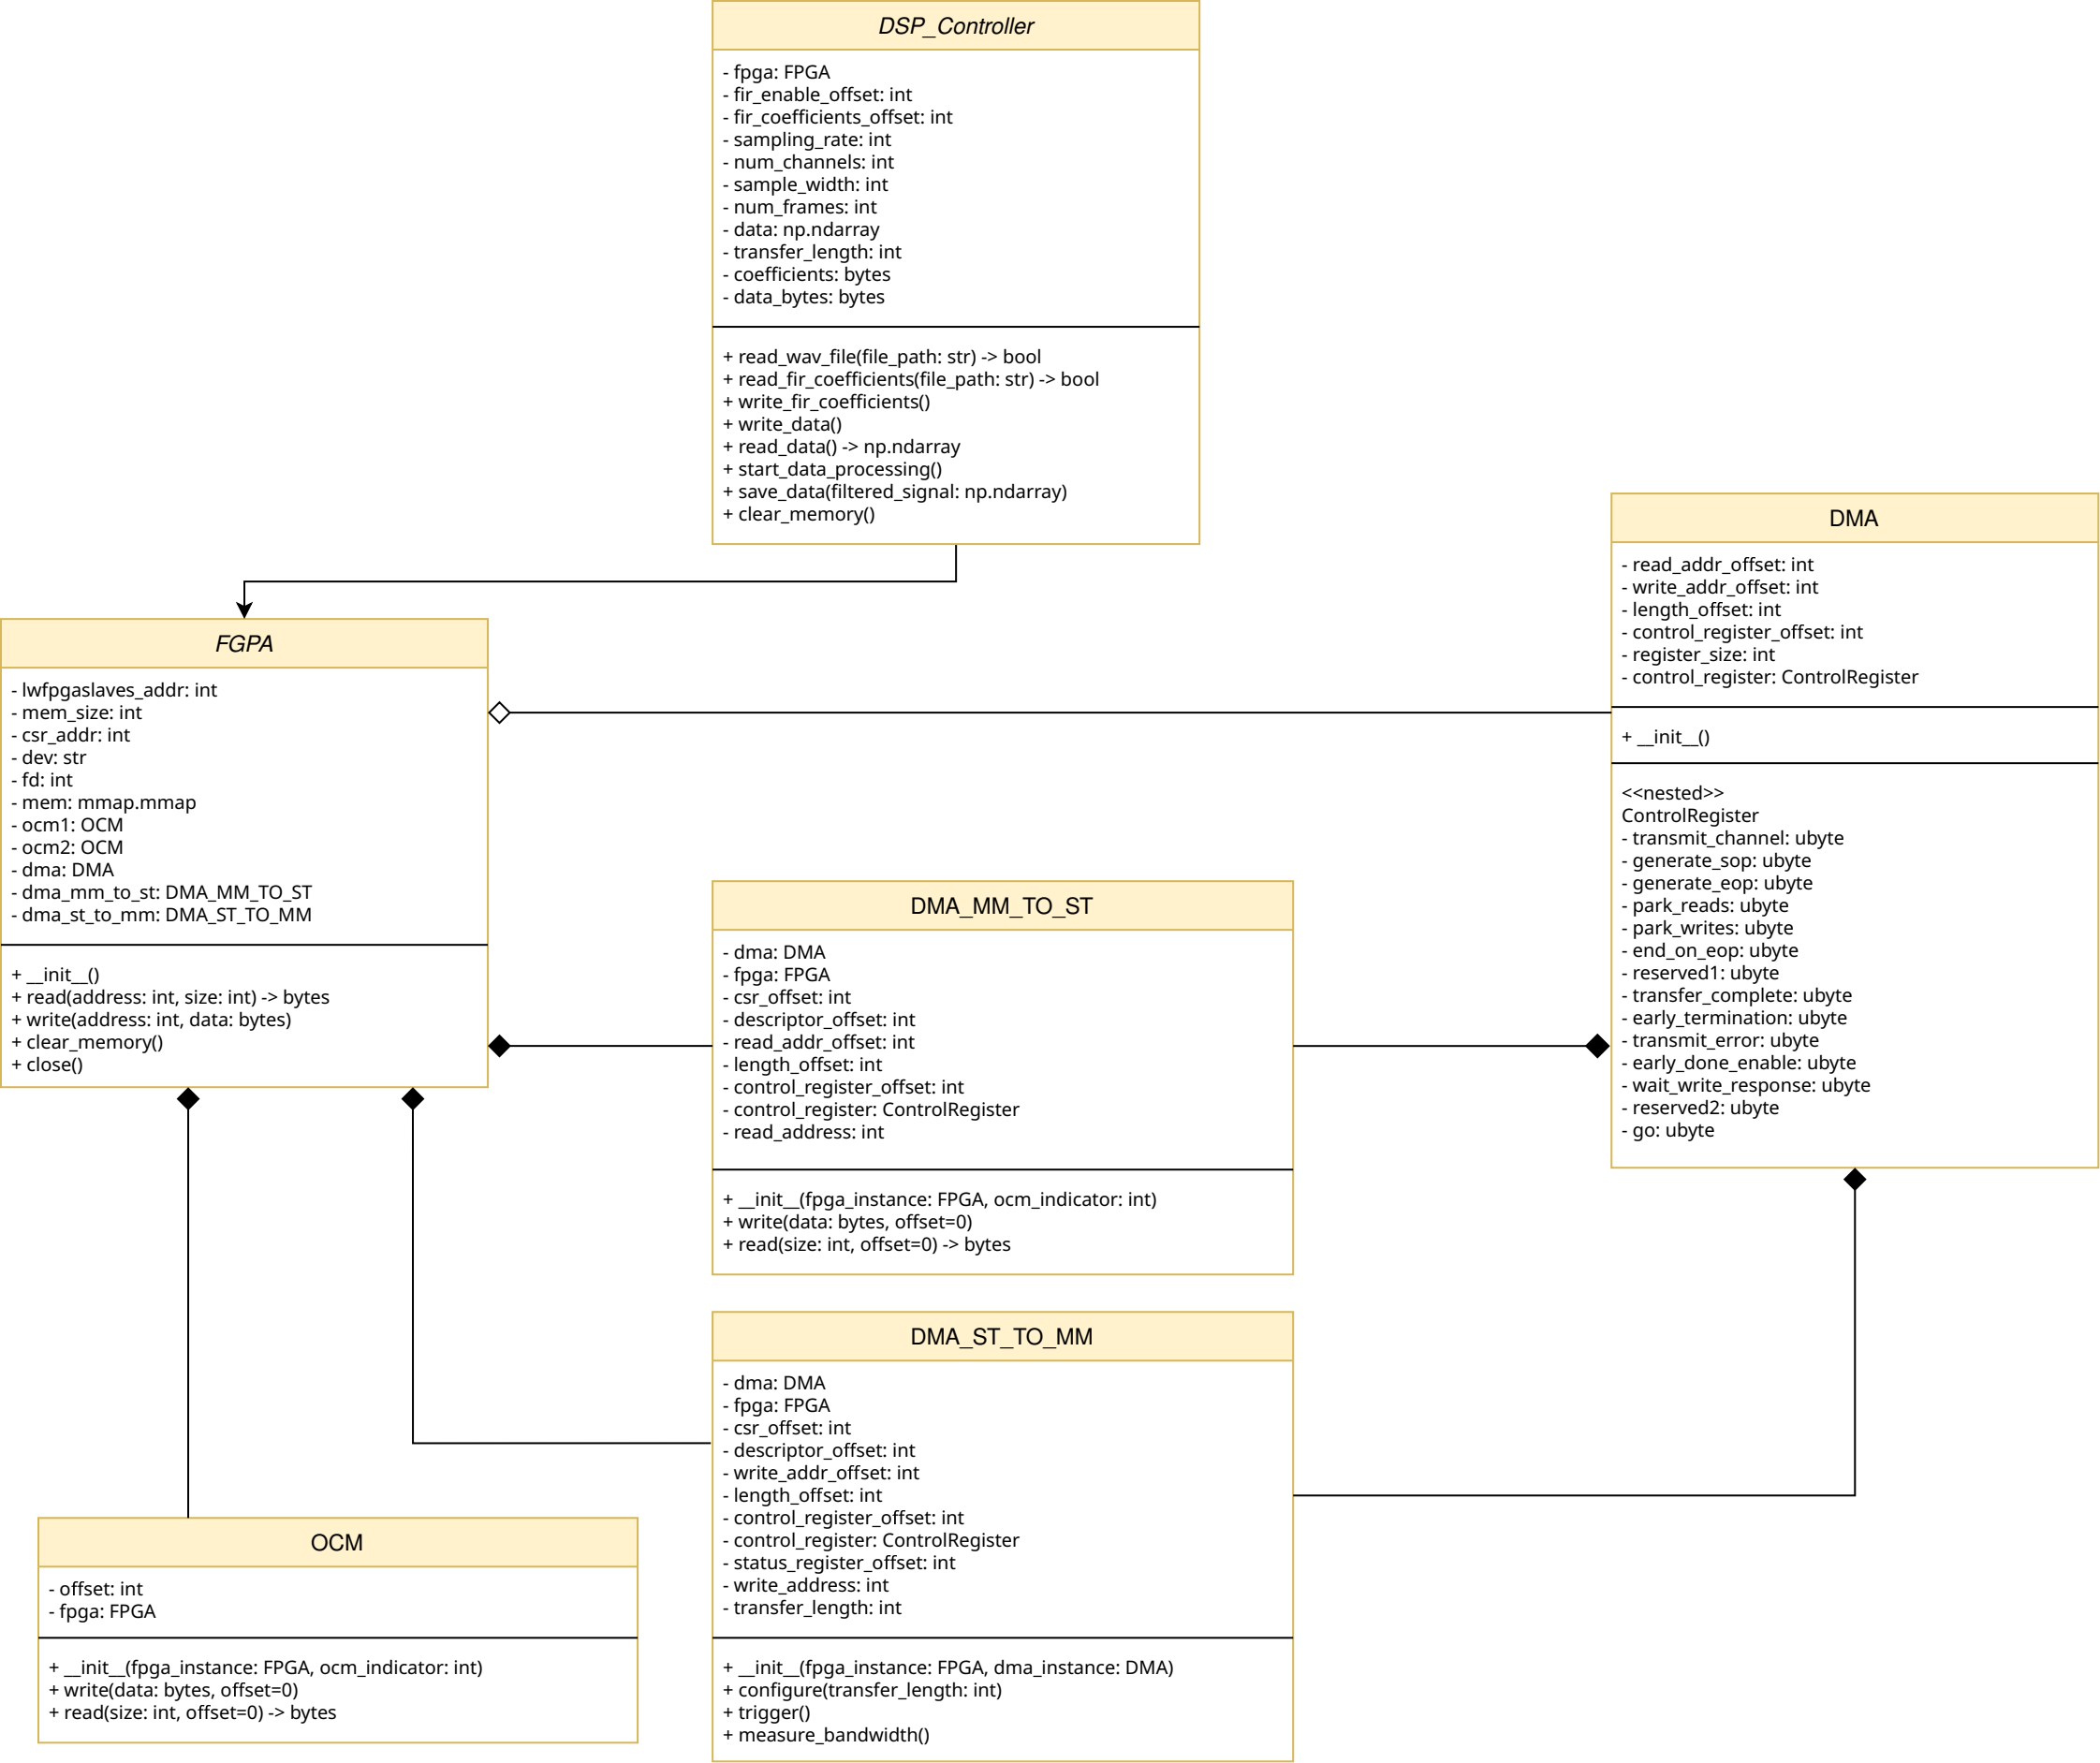 DSP_Controller
- fpga: FPGA
- fir_enable_offset: int
- fir_coefficients_offset: int
- sampling_rate: int
- num_channels: int
- sample_width: int
- num_frames: int
- data: np.ndarray
- transfer_length: int
- coefficients: bytes
- data_bytes: bytes
+ read_wav_file(file_path: str) -> bool
+ read_fir_coefficients(file_path: str) -> bool
+ write_fir_coefficients()
+ write_data()
+ read_data() -> np.ndarray
+ start_data_processing()
+ save_data(filtered_signal: np.ndarray)
+ clear_memory()
FGPA
- lwfpgaslaves_addr: int
- mem_size: int
- csr_addr: int
- dev: str
- fd: int
- mem: mmap.mmap
- ocm1: OCM
- ocm2: OCM
- dma: DMA
- dma_mm_to_st: DMA_MM_TO_ST
- dma_st_to_mm: DMA_ST_TO_MM
+ __init__()
+ read(address: int, size: int) -> bytes
+ write(address: int, data: bytes)
+ clear_memory()
+ close()
DMA
- read_addr_offset: int
- write_addr_offset: int
- length_offset: int
- control_register_offset: int
- register_size: int
- control_register: ControlRegister
+ __init__()
<<nested>>
ControlRegister
- transmit_channel: ubyte
- generate_sop: ubyte
- generate_eop: ubyte
- park_reads: ubyte
- park_writes: ubyte
- end_on_eop: ubyte
- reserved1: ubyte
- transfer_complete: ubyte
- early_termination: ubyte
- transmit_error: ubyte
- early_done_enable: ubyte
- wait_write_response: ubyte
- reserved2: ubyte
- go: ubyte
DMA_MM_TO_ST
- dma: DMA
- fpga: FPGA
- csr_offset: int
- descriptor_offset: int
- read_addr_offset: int
- length_offset: int
- control_register_offset: int
- control_register: ControlRegister
- read_address: int
+ __init__(fpga_instance: FPGA, ocm_indicator: int)
+ write(data: bytes, offset=0)
+ read(size: int, offset=0) -> bytes
DMA_ST_TO_MM
- dma: DMA
- fpga: FPGA
- csr_offset: int
- descriptor_offset: int
- write_addr_offset: int
- length_offset: int
- control_register_offset: int
- control_register: ControlRegister
- status_register_offset: int
- write_address: int
- transfer_length: int
+ __init__(fpga_instance: FPGA, dma_instance: DMA)
+ configure(transfer_length: int)
+ trigger()
+ measure_bandwidth()
OCM
- offset: int
- fpga: FPGA
+ __init__(fpga_instance: FPGA, ocm_indicator: int)
+ write(data: bytes, offset=0)
+ read(size: int, offset=0) -> bytes